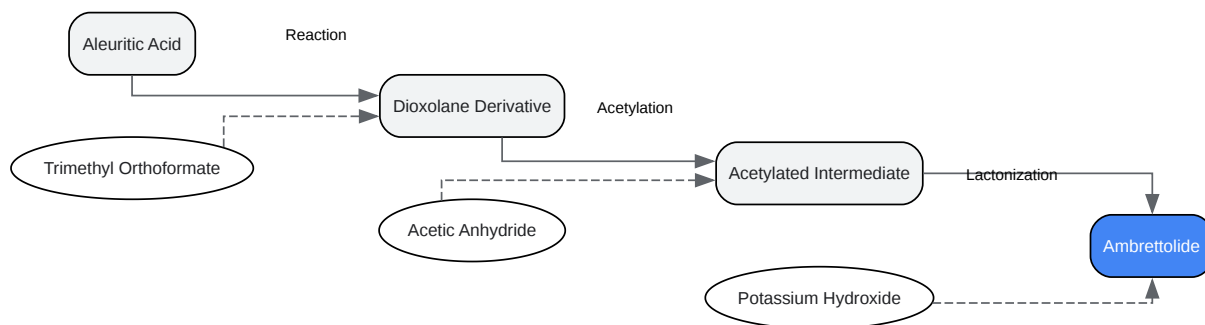 Aleuritic Acid
Reaction
Trimethyl Orthoformate
Dioxolane Derivative
Acetylation
Acetic Anhydride
Acetylated Intermediate
Lactonization
Ambrettolide
Potassium Hydroxide